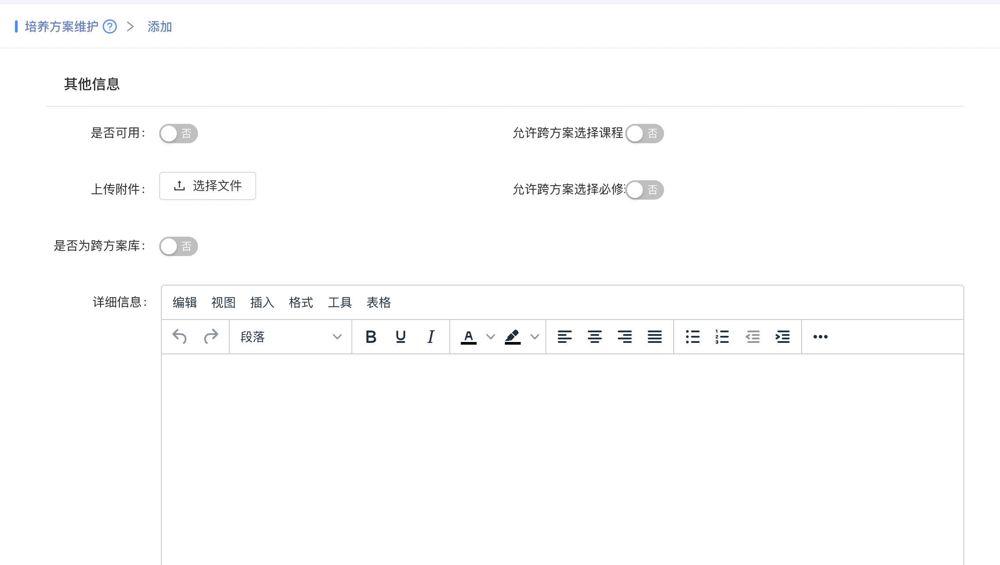 培养方案维护 ? > 添加
其他信息
是否可用： 否
允许跨方案选择课程 否
上传附件： 选择文件
允许跨方案选择必修 否
是否为跨方案库： 否
详细信息：
编辑 视图 插入 格式 工具 表格
段落 B U I A